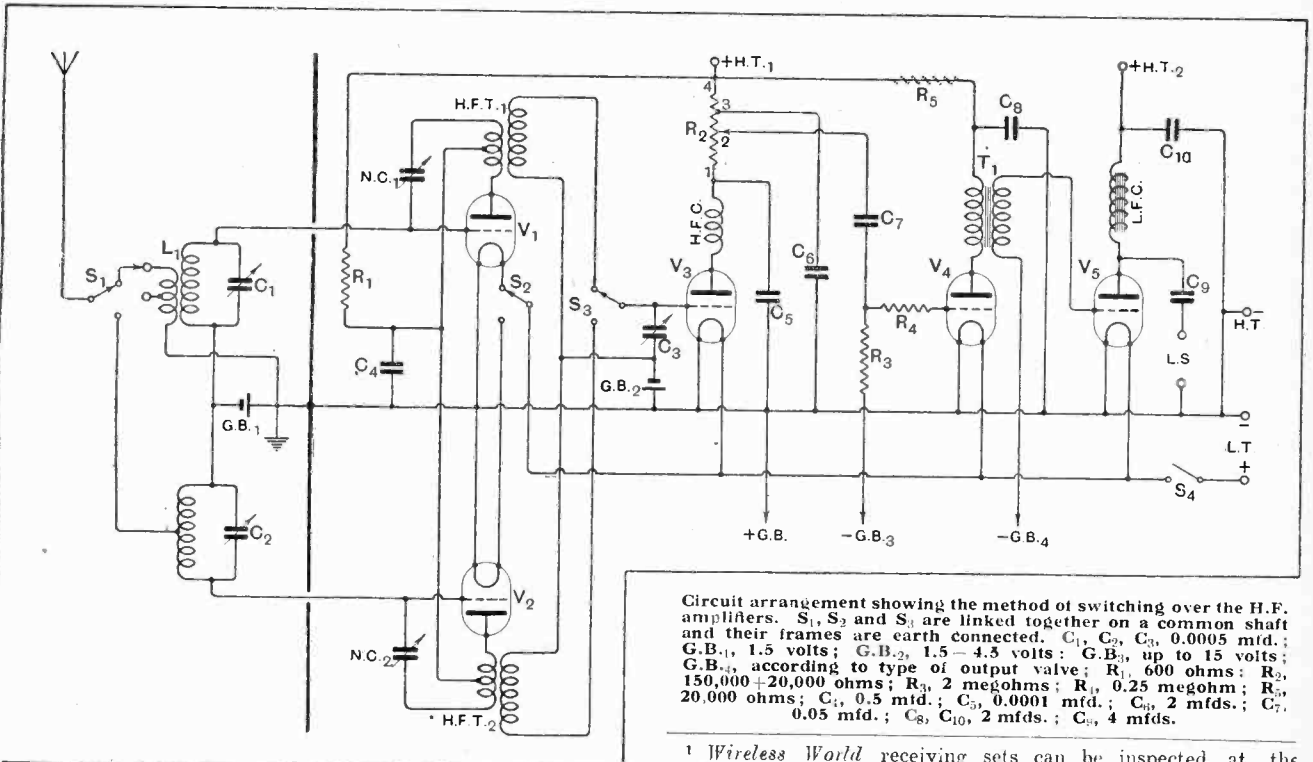 +H.T.1
+H.T.2
H.F.T.1
4
3
R2
2
1
R5
C8
C10
N.C.1
T1
L.F.C.
H.F.C.
C7
V1
L1
S1
C1
R1
S2
S3
V3
C6
V4
V5
C9
C5
R4
H.T −
C3
L.S
C4
R3
G.B.2
G.B.1
−
L.T
+
S4
C2
+G.B.
−G.B.3
−G.B.4
V2
N.C.2
H.F.T.2
Circuit arrangement showing the method of switching over the H.F.
amplifiers. S1, S2 and S3 are linked together on a common shaft
and their frames are earth connected. C1, C2, C3, 0.0005 mfd.;
G.B.1, 1.5 volts; G.B.2, 1.5−4.5 volts: G.B.3, up to 15 volts;
G.B.4, according to type of output valve; R1, 600 ohms: R2,
150,000+20,000 ohms; R3, 2 megohms; R4, 0.25 megohm; R5,
20,000 ohms; C4, 0.5 mfd.; C5, 0.0001 mfd.; C6, 2 mfds.; C7,
0.05 mfd.; C8, C10, 2 mfds.; C9, 4 mfds.
1 Wireless World receiving sets can be inspected at the